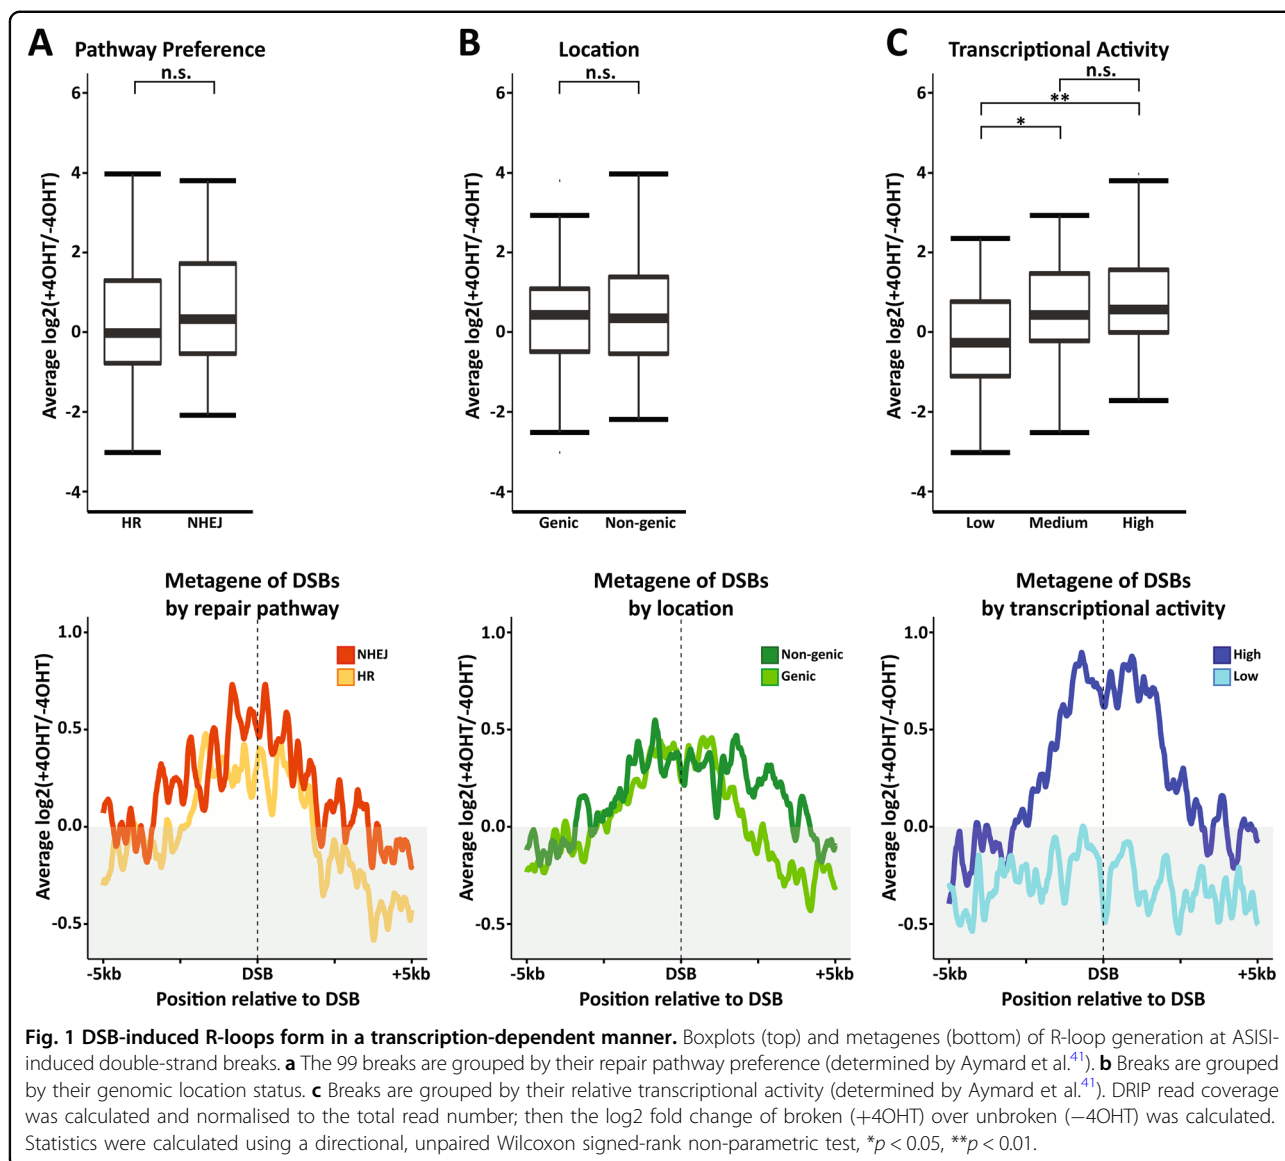 A Pathway Preference
n.s.
6
4
2
0
-2
-4
Average log2(+4OHT/-4OHT)
HR NHEJ
B Location
n.s.
6
4
2
0
-2
-4
Average log2(+4OHT/-4OHT)
Genic Non-genic
C Transcriptional Activity
n.s.
**
*
6
4
2
0
-2
-4
Average log2(+4OHT/-4OHT)
Low Medium High
Metagene of DSBs
by repair pathway
1.0
0.5
0.0
-0.5
Average log2(+4OHT/-4OHT)
NHEJ
HR
-5kb DSB +5kb
Position relative to DSB
Metagene of DSBs
by location
1.0
0.5
0.0
-0.5
Average log2(+4OHT/-4OHT)
Non-genic
Genic
-5kb DSB +5kb
Position relative to DSB
Metagene of DSBs
by transcriptional activity
1.0
0.5
0.0
-0.5
Average log2(+4OHT/-4OHT)
High
Low
-5kb DSB +5kb
Position relative to DSB
Fig. 1 DSB-induced R-loops form in a transcription-dependent manner. Boxplots (top) and metagenes (bottom) of R-loop generation at ASISI-
induced double-strand breaks. a The 99 breaks are grouped by their repair pathway preference (determined by Aymard et al.41). b Breaks are grouped
by their genomic location status. c Breaks are grouped by their relative transcriptional activity (determined by Aymard et al.41). DRIP read coverage
was calculated and normalised to the total read number; then the log2 fold change of broken (+4OHT) over unbroken (−4OHT) was calculated.
Statistics were calculated using a directional, unpaired Wilcoxon signed-rank non-parametric test, *p < 0.05, **p < 0.01.